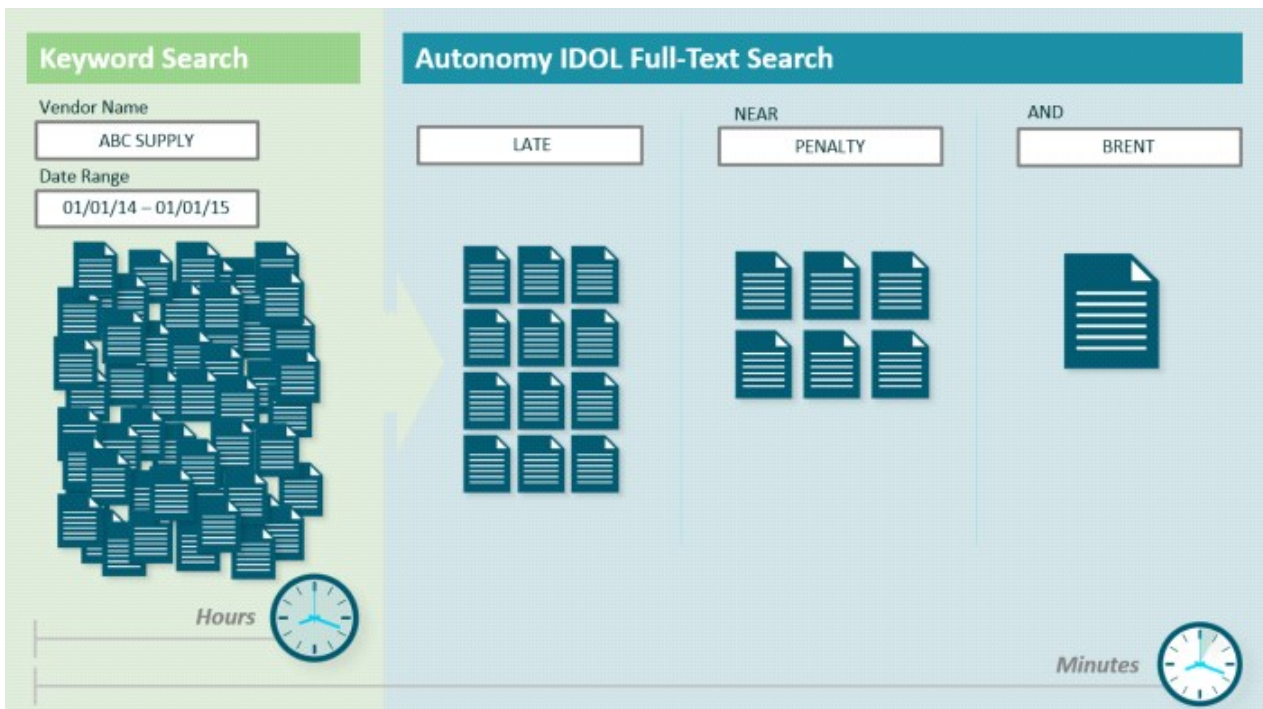 Keyword Search
Vendor Name
ABC SUPPLY
Date Range
01/01/14 – 01/01/15
Hours
Autonomy IDOL Full-Text Search
LATE
NEAR
PENALTY
AND
BRENT
Minutes